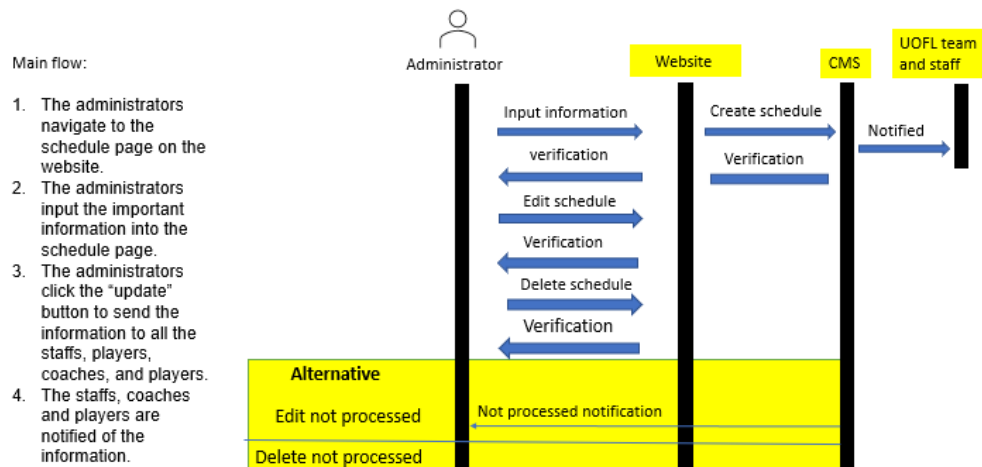 Main flow:
1. The administrators
navigate to the
schedule page on the
website.
2. The administrators
input the important
information into the
schedule page.
3. The administrators
click the “update”
button to send the
information to all the
staffs, players,
coaches, and players.
4. The staffs, coaches
and players are
notified of the
information.
Administrator
Website
CMS
UOFL team
and staff
Input information
Create schedule
Notified
verification
Verification
Edit schedule
Verification
Delete schedule
Verification
Alternative
Edit not processed
Not processed notification
Delete not processed